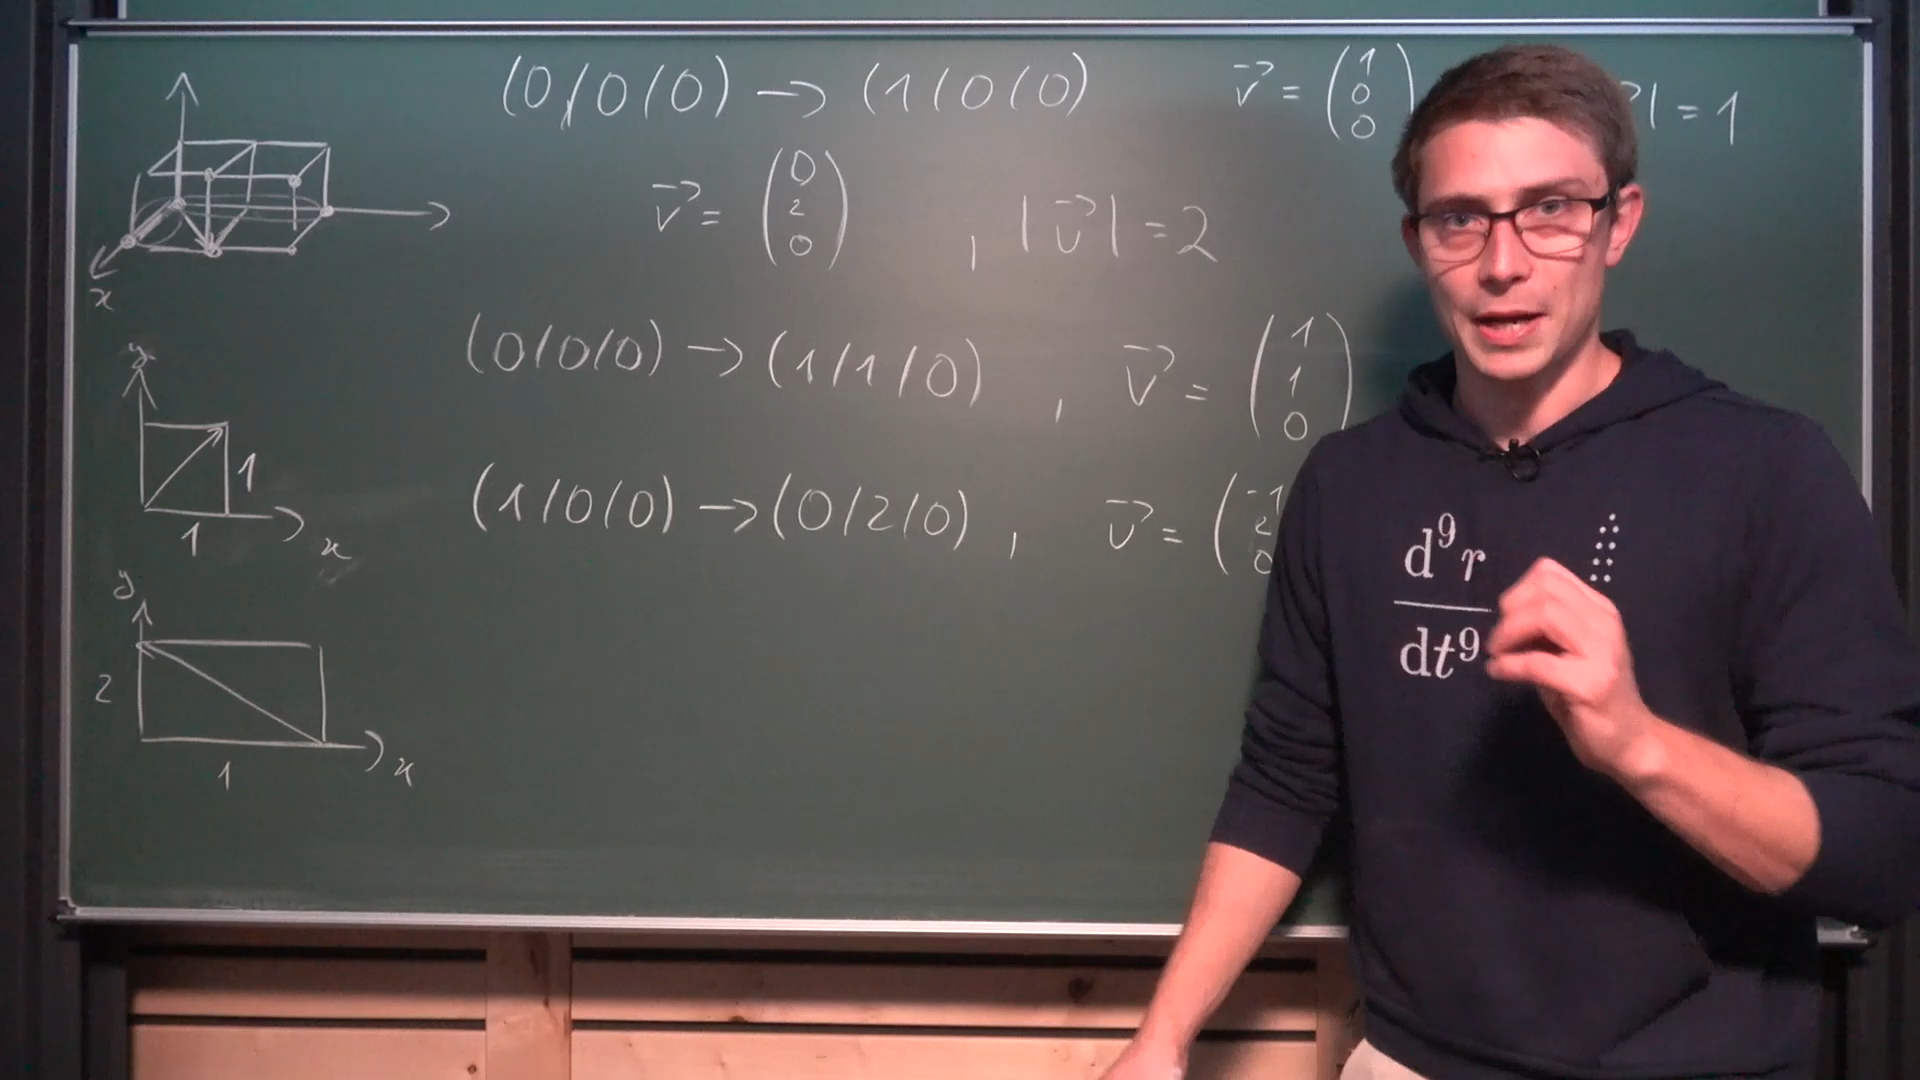 (0/0/0) → (1/0/0) v⃗ = (1 0 0) | = 1
v⃗ = (0 2 0) , |v⃗| = 2
x
y
(0/0/0) → (1/1/0) , v⃗ = (1 1 0)
1
1 x
(1/0/0) → (0/2/0) , v⃗ = (-1 2 0
y
2
1 x
d⁹r
dt⁹